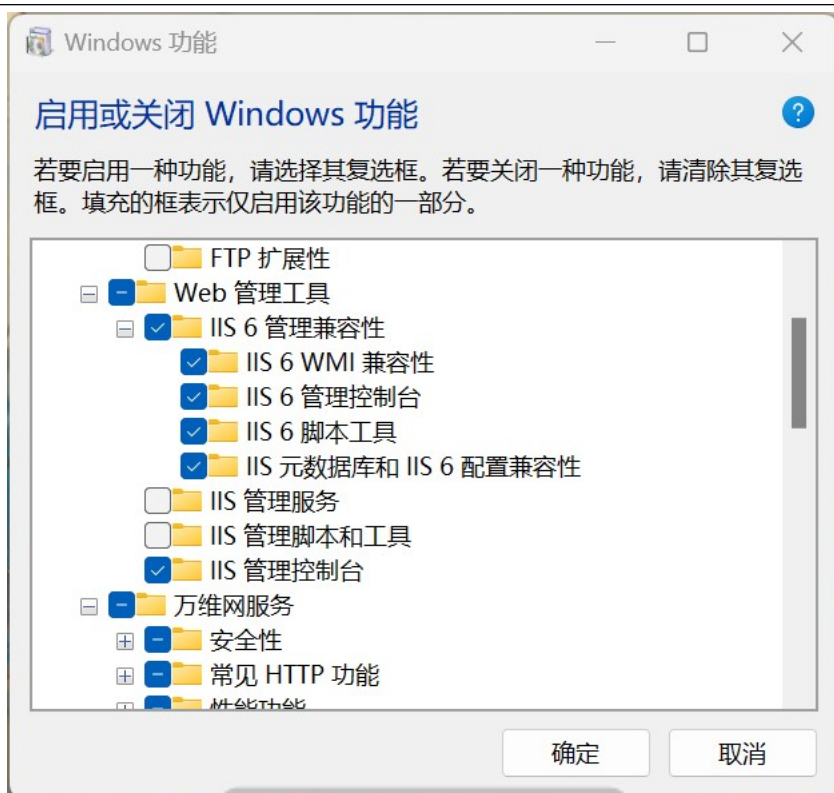 Windows 功能
启用或关闭 Windows 功能
?
若要启用一种功能，请选择其复选框。若要关闭一种功能，请清除其复选
框。填充的框表示仅启用该功能的一部分。
FTP 扩展性
Web 管理工具
IIS 6 管理兼容性
IIS 6 WMI 兼容性
IIS 6 管理控制台
IIS 6 脚本工具
IIS 元数据库和 IIS 6 配置兼容性
IIS 管理服务
IIS 管理脚本和工具
IIS 管理控制台
万维网服务
安全性
常见 HTTP 功能
性能功能
确定
取消